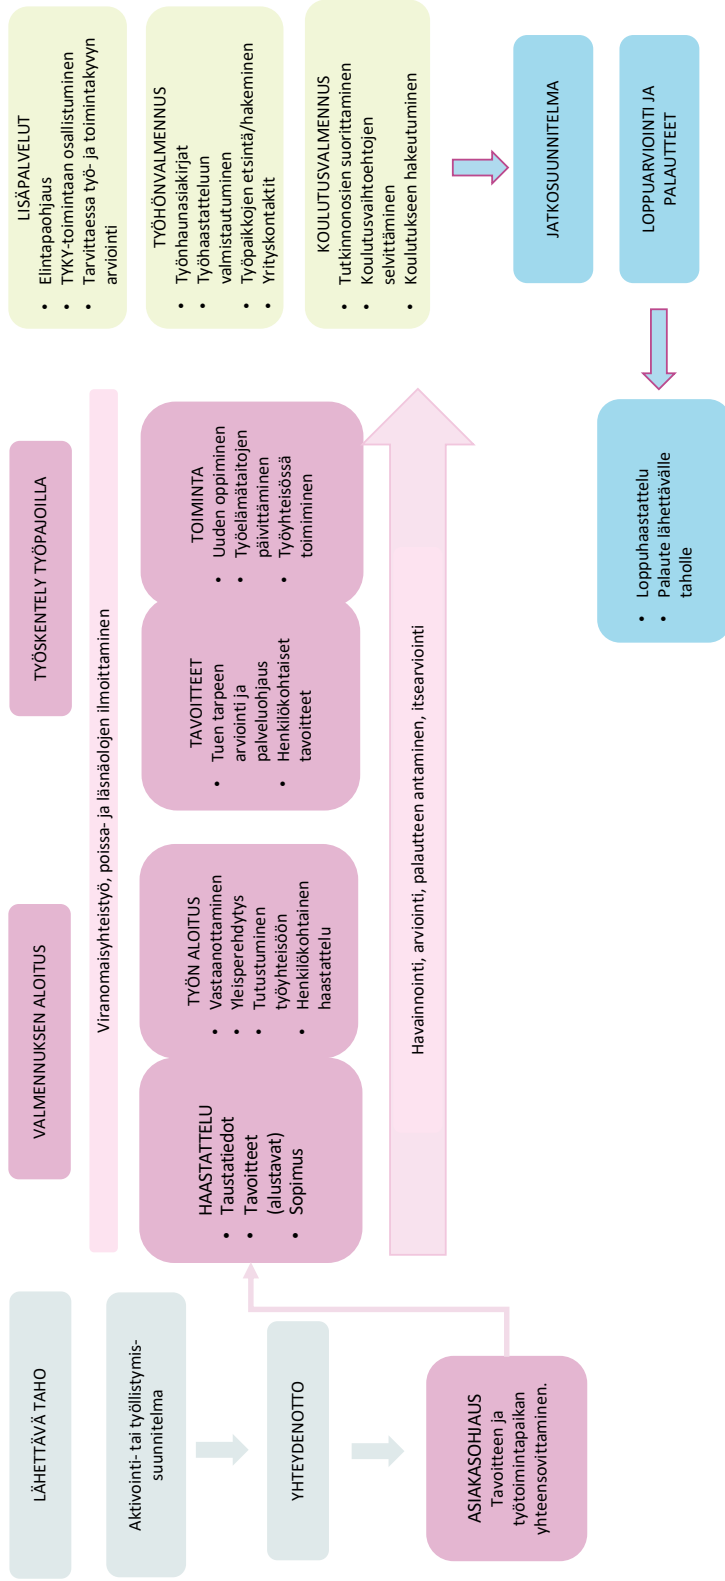 LÄHETTÄVÄ TAHO
Aktivointi- tai työllistymis-
suunnitelma
YHTEYDENOTTO
ASIAKASOHJAUS
Tavoitteen ja
työtoimintapaikan
yhteensovittaminen.
VALMENNUKSEN ALOITUS
TYÖSKENTELY TYÖPAJOILLA
Viranomaisyhteistyö, poissa- ja läsnäolojen ilmoittaminen
HAASTATTELU
• Taustatiedot
• Tavoitteet
(alustavat)
• Sopimus
TYÖN ALOITUS
• Vastaanottaminen
• Yleisperehdytys
• Tutustuminen
työyhteisöön
• Henkilökohtainen
haastattelu
TAVOITTEET
• Tuen tarpeen
arviointi ja
palveluohjaus
• Henkilökohtaiset
tavoitteet
TOIMINTA
• Uuden oppiminen
• Työelämätaitojen
päivittäminen
• Työyhteisössä
toimiminen
Havainnointi, arviointi, palautteen antaminen, itsearviointi
LISÄPALVELUT
• Elintapaohjaus
• TYKY-toimintaan osallistuminen
• Tarvittaessa työ- ja toimintakyvyn
arviointi
TYÖHÖNVALMENNUS
• Työnhaunasiakirjat
• Työhaastatteluun
valmistautuminen
• Työpaikkojen etsintä/hakeminen
• Yrityskontaktit
KOULUTUSVALMENNUS
• Tutkinnonosien suorittaminen
• Koulutusvaihtoehtojen
selvittäminen
• Koulutukseen hakeutuminen
JATKOSUUNNITELMA
LOPPUARVIOINTI JA
PALAUTTEET
• Loppuhaastattelu
• Palaute lähettävälle
taholle